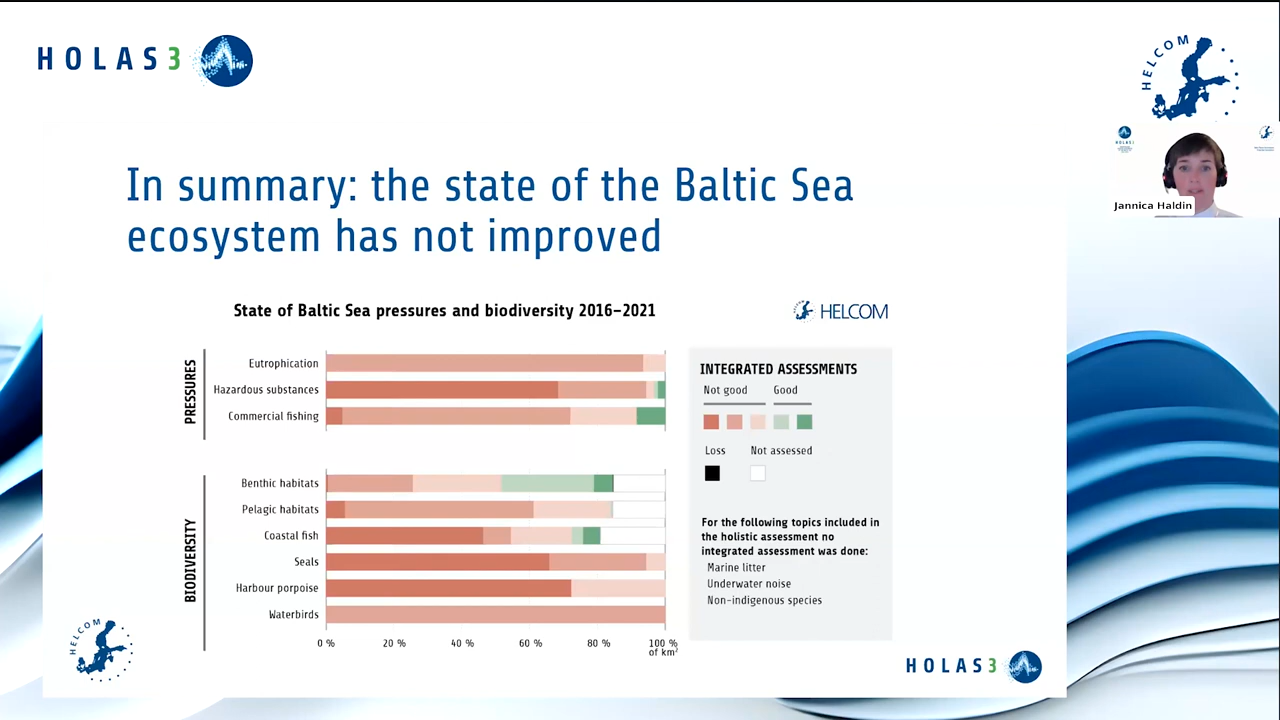 HOLAS3
HELCOM
Jannica Haldin
In summary: the state of the Baltic Sea
ecosystem has not improved
State of Baltic Sea pressures and biodiversity 2016–2021
HELCOM
PRESSURES
Eutrophication
Hazardous substances
Commercial fishing
BIODIVERSITY
Benthic habitats
Pelagic habitats
Coastal fish
Seals
Harbour porpoise
Waterbirds
0 % 20 % 40 % 60 % 80 % 100 %
of km²
INTEGRATED ASSESSMENTS
Not good Good
Loss Not assessed
For the following topics included in
the holistic assessment no
integrated assessment was done:
Marine litter
Underwater noise
Non-indigenous species
HELCOM
HOLAS3